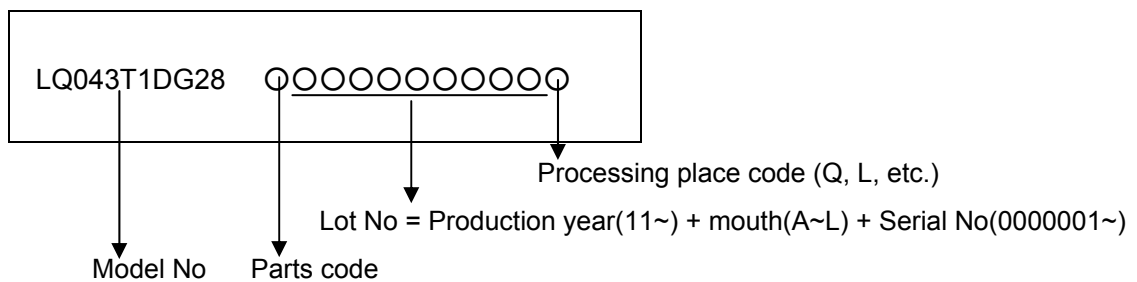 LQ043T1DG28 ○○○○○○○○○○○
Processing place code (Q, L, etc.)
Lot No = Production year(11~) + mouth(A~L) + Serial No(0000001~)
Model No Parts code